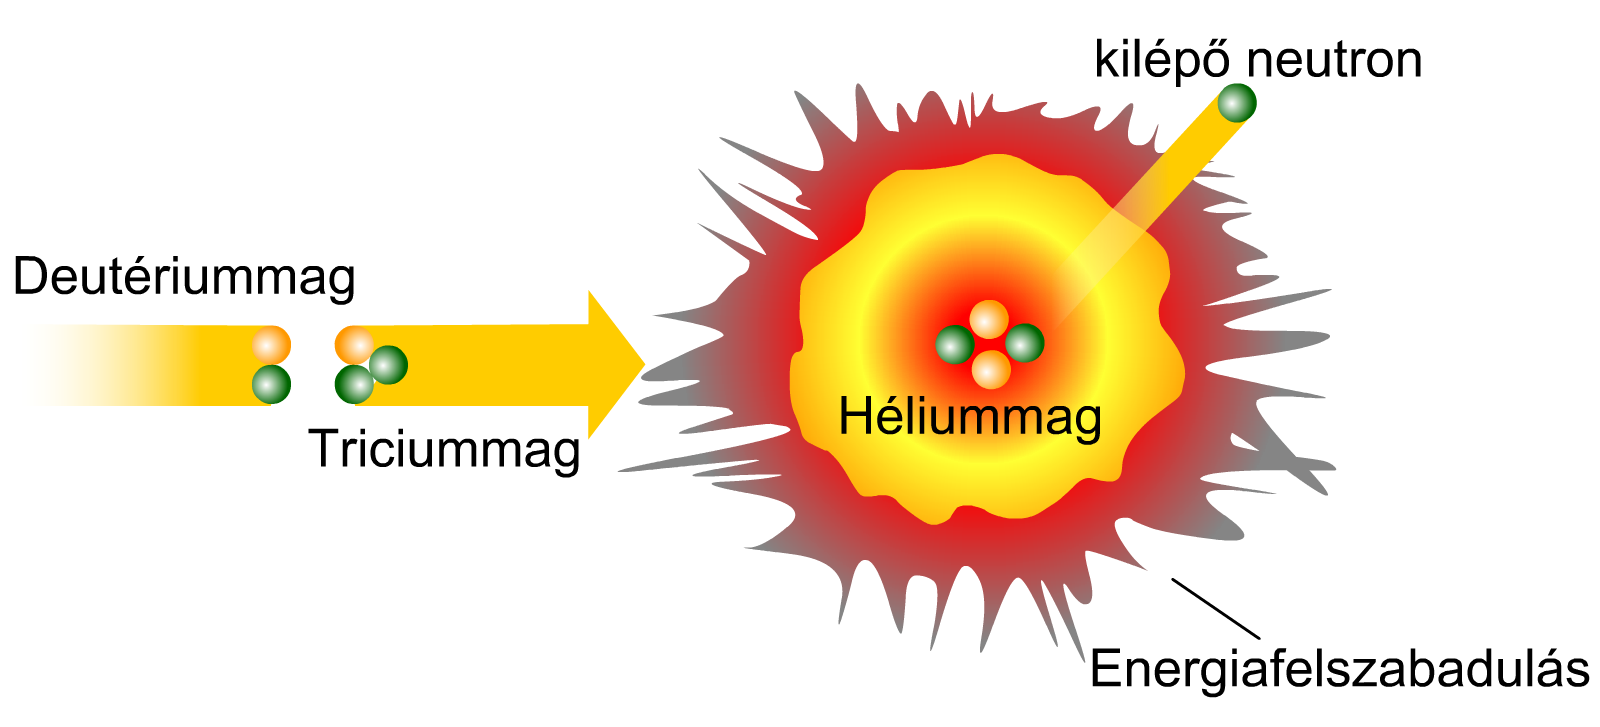 kilépő neutron
Deutériummag
Triciummag
Héliummag
Energiafelszabadulás